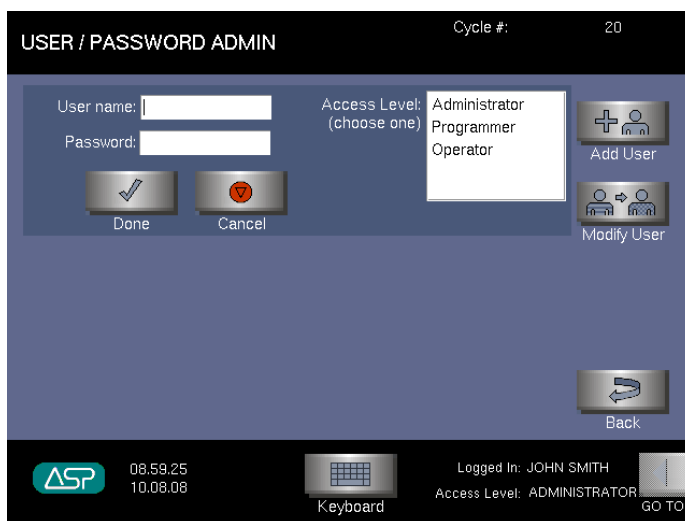 USER / PASSWORD ADMIN
Cycle #: 20
User name:
Password:
Access Level:
(choose one)
Administrator
Programmer
Operator
Add User
Done
Cancel
Modify User
Back
ASP
08.59.25
10.08.08
Keyboard
Logged In: JOHN SMITH
Access Level: ADMINISTRATOR
GO TO